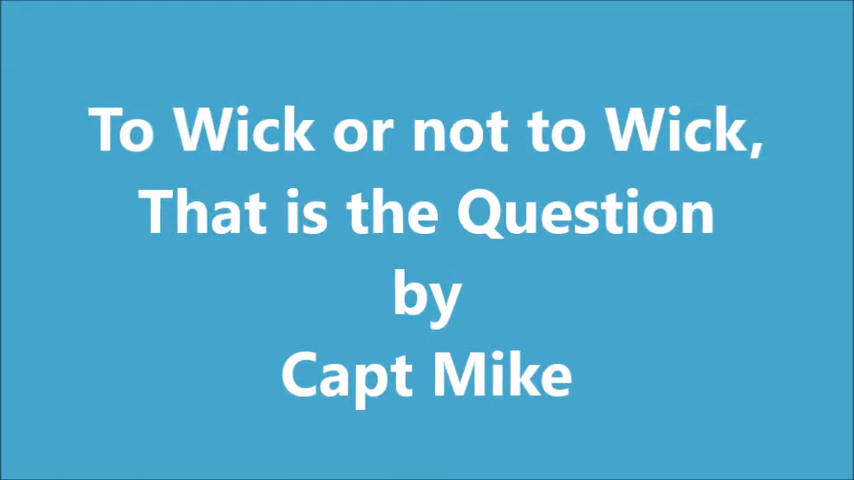 To Wick or not to Wick,
That is the Question
by
Capt Mike